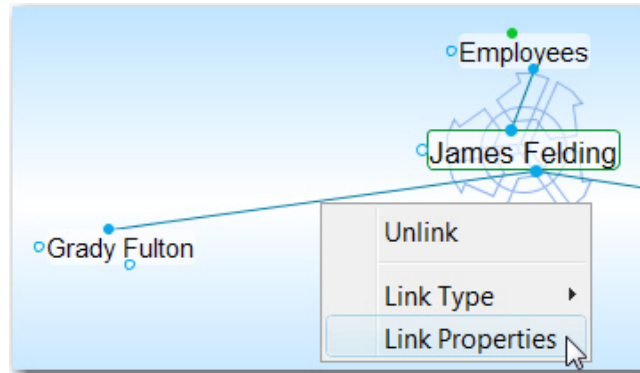 Employees
James Felding
Grady Fulton
Unlink
Link Type
Link Properties